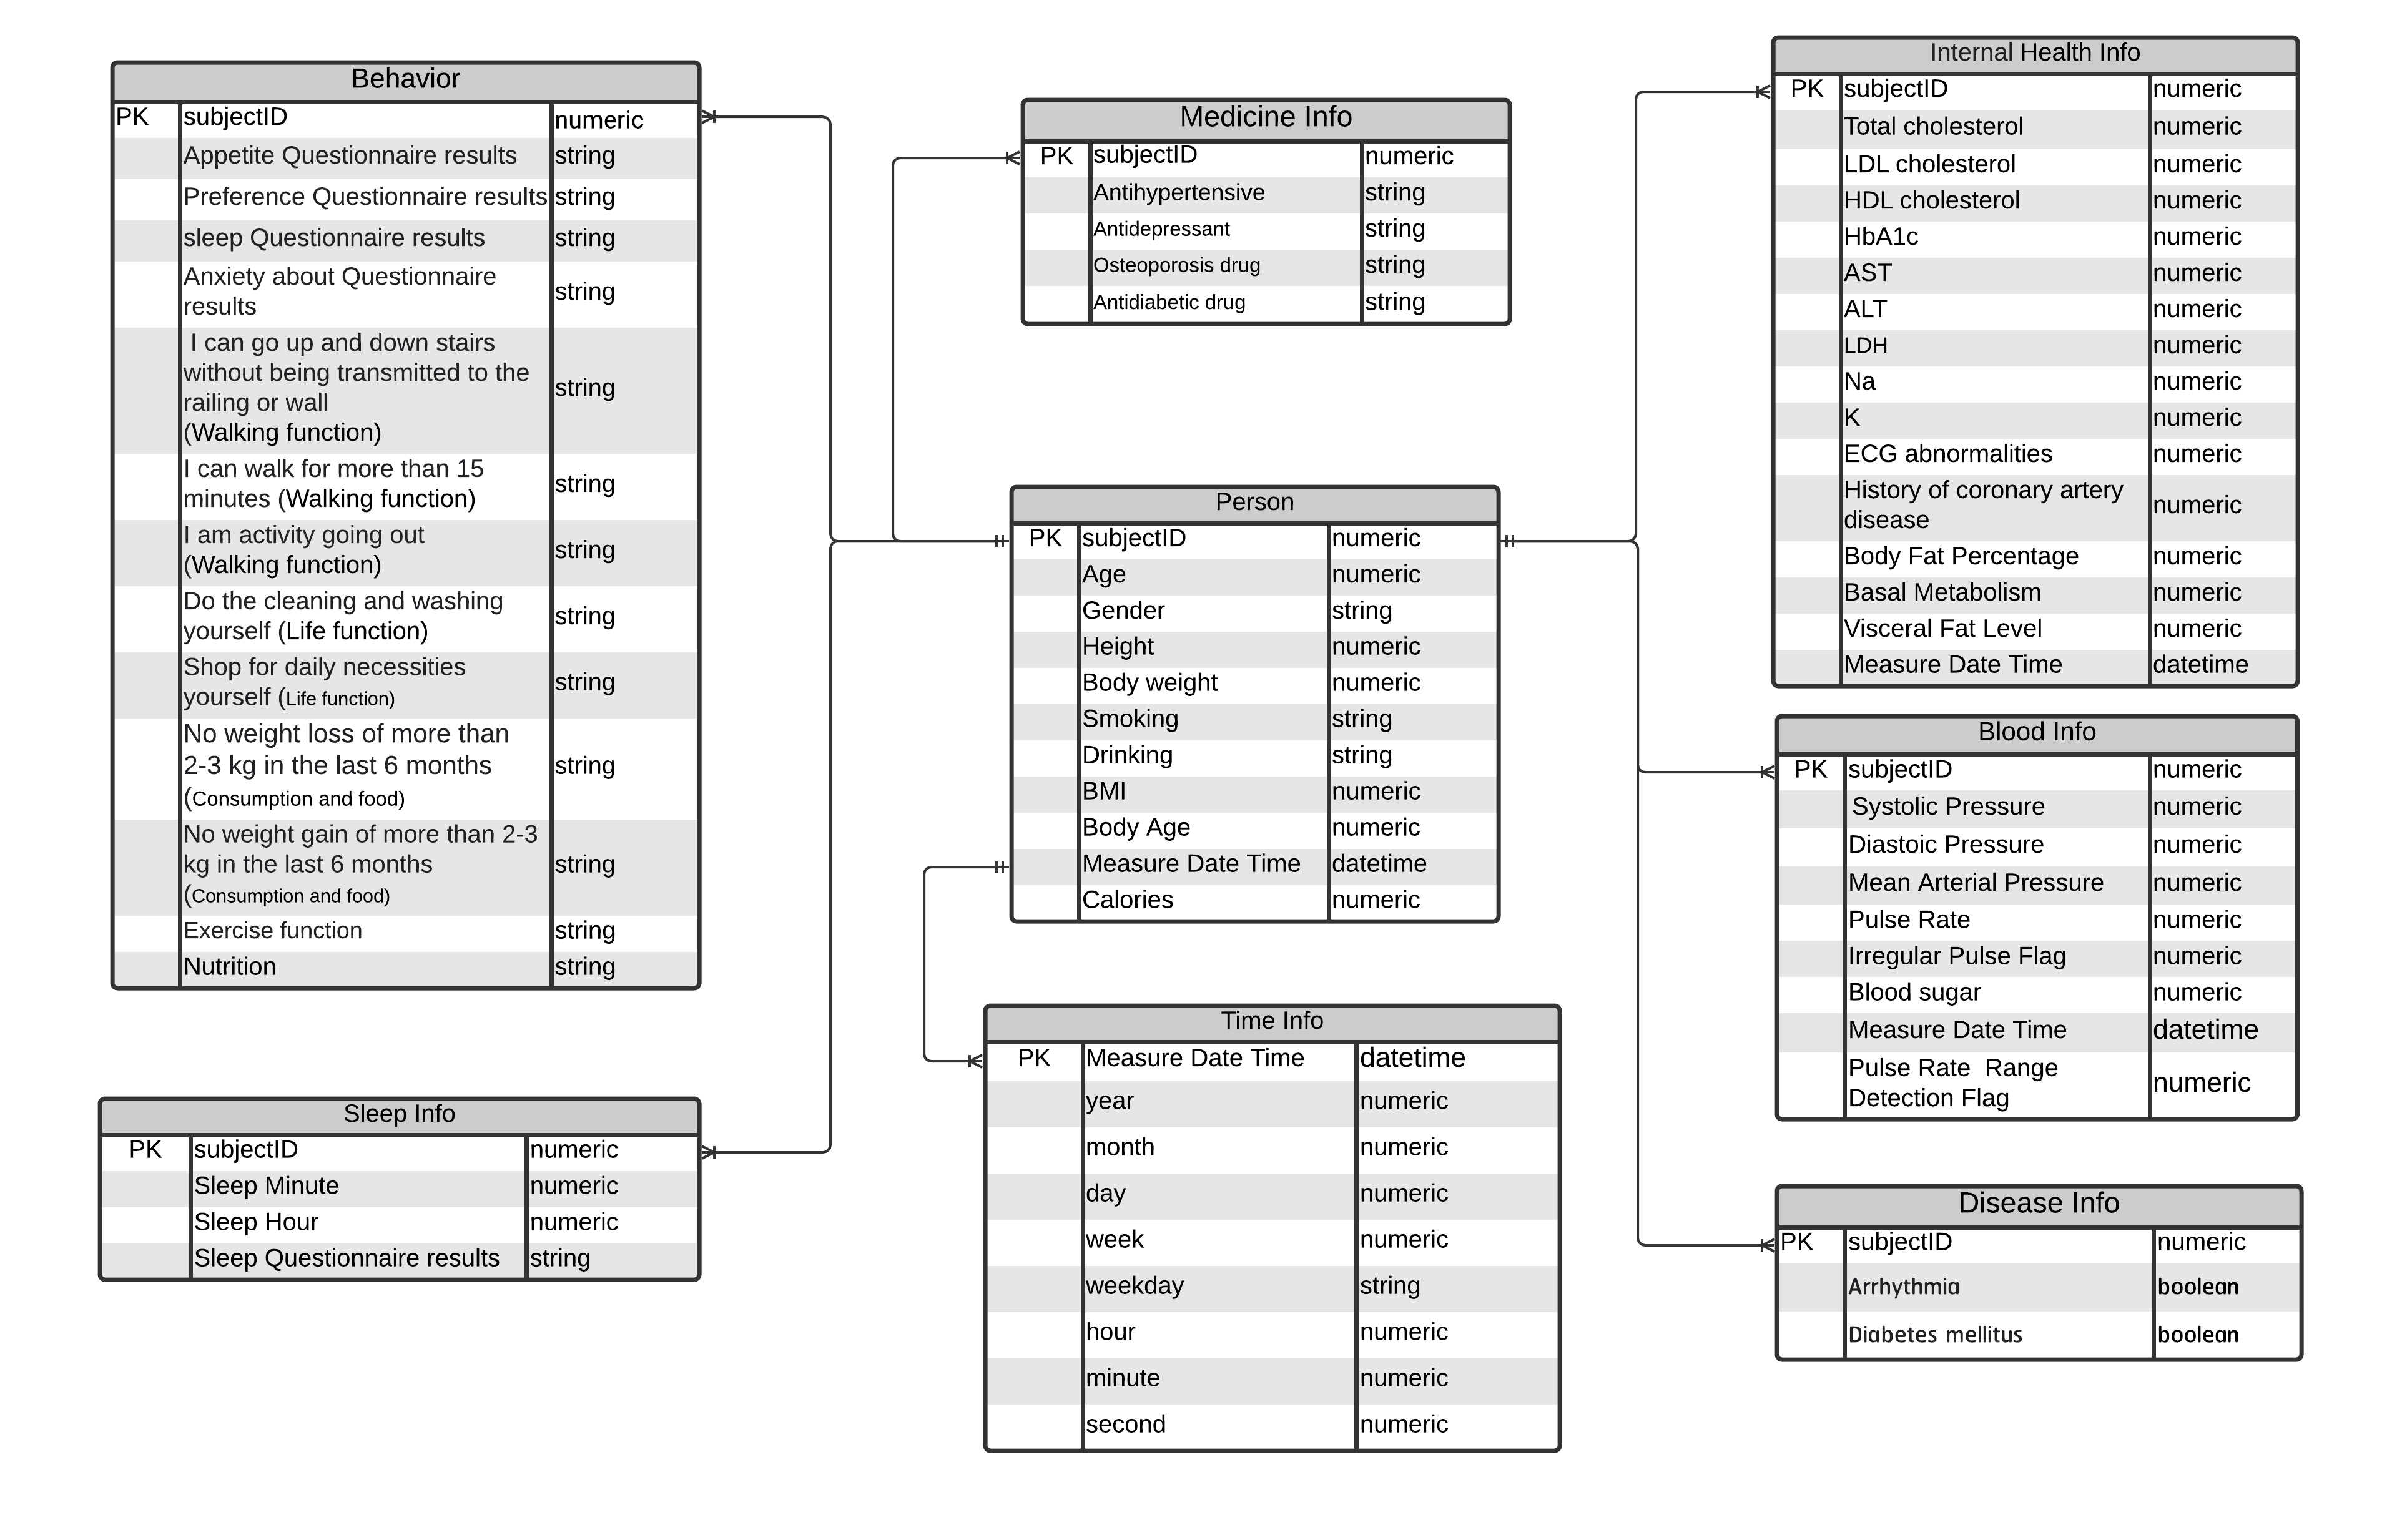 Behavior
PK subjectID numeric
Appetite Questionnaire results string
Preference Questionnaire results string
sleep Questionnaire results string
Anxiety about Questionnaire
results string
I can go up and down stairs
without being transmitted to the
railing or wall
(Walking function) string
I can walk for more than 15
minutes (Walking function) string
I am activity going out
(Walking function) string
Do the cleaning and washing
yourself (Life function) string
Shop for daily necessities
yourself (Life function) string
No weight loss of more than
2-3 kg in the last 6 months
(Consumption and food) string
No weight gain of more than 2-3
kg in the last 6 months
(Consumption and food) string
Exercise function string
Nutrition string
Sleep Info
PK subjectID numeric
Sleep Minute numeric
Sleep Hour numeric
Sleep Questionnaire results string
Medicine Info
PK subjectID numeric
Antihypertensive string
Antidepressant string
Osteoporosis drug string
Antidiabetic drug string
Person
PK subjectID numeric
Age numeric
Gender string
Height numeric
Body weight numeric
Smoking string
Drinking string
BMI numeric
Body Age numeric
Measure Date Time datetime
Calories numeric
Time Info
PK Measure Date Time datetime
year numeric
month numeric
day numeric
week numeric
weekday string
hour numeric
minute numeric
second numeric
Internal Health Info
PK subjectID numeric
Total cholesterol numeric
LDL cholesterol numeric
HDL cholesterol numeric
HbA1c numeric
AST numeric
ALT numeric
LDH numeric
Na numeric
K numeric
ECG abnormalities numeric
History of coronary artery
disease numeric
Body Fat Percentage numeric
Basal Metabolism numeric
Visceral Fat Level numeric
Measure Date Time datetime
Blood Info
PK subjectID numeric
Systolic Pressure numeric
Diastoic Pressure numeric
Mean Arterial Pressure numeric
Pulse Rate numeric
Irregular Pulse Flag numeric
Blood sugar numeric
Measure Date Time datetime
Pulse Rate Range
Detection Flag numeric
Disease Info
PK subjectID numeric
Arrhythmia boolean
Diabetes mellitus boolean